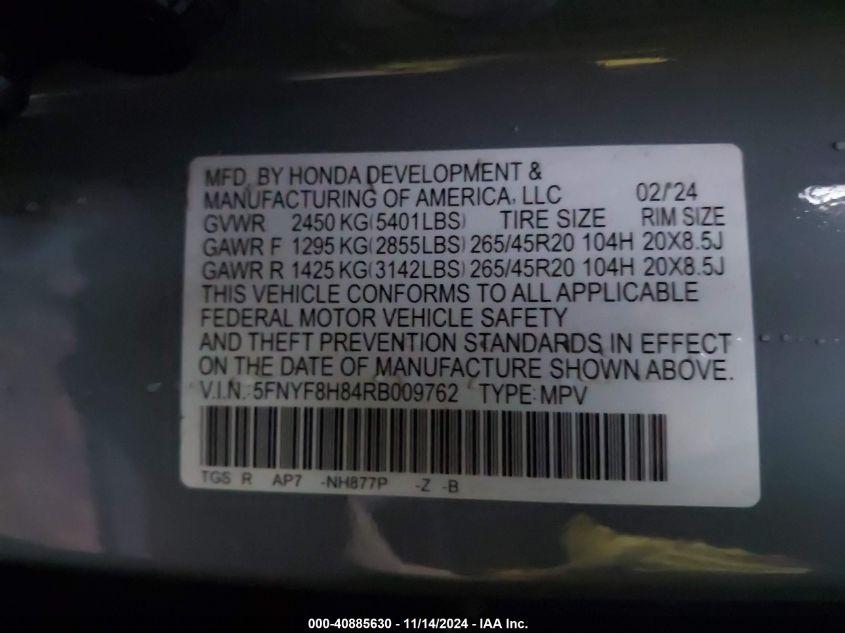 MFD. BY HONDA DEVELOPMENT &
MANUFACTURING OF AMERICA, LLC 02/'24
GVWR 2450 KG(5401LBS) TIRE SIZE RIM SIZE
GAWR F 1295 KG(2855LBS) 265/45R20 104H 20X8.5J
GAWR R 1425 KG(3142LBS) 265/45R20 104H 20X8.5J
THIS VEHICLE CONFORMS TO ALL APPLICABLE
FEDERAL MOTOR VEHICLE SAFETY
AND THEFT PREVENTION STANDARDS IN EFFECT
ON THE DATE OF MANUFACTURE SHOWN ABOVE.
V.I.N.: 5FNYF8H84RB009762 TYPE: MPV
TGS R AP7 -NH877P -Z -B
000-40885630 - 11/14/2024 - IAA Inc.